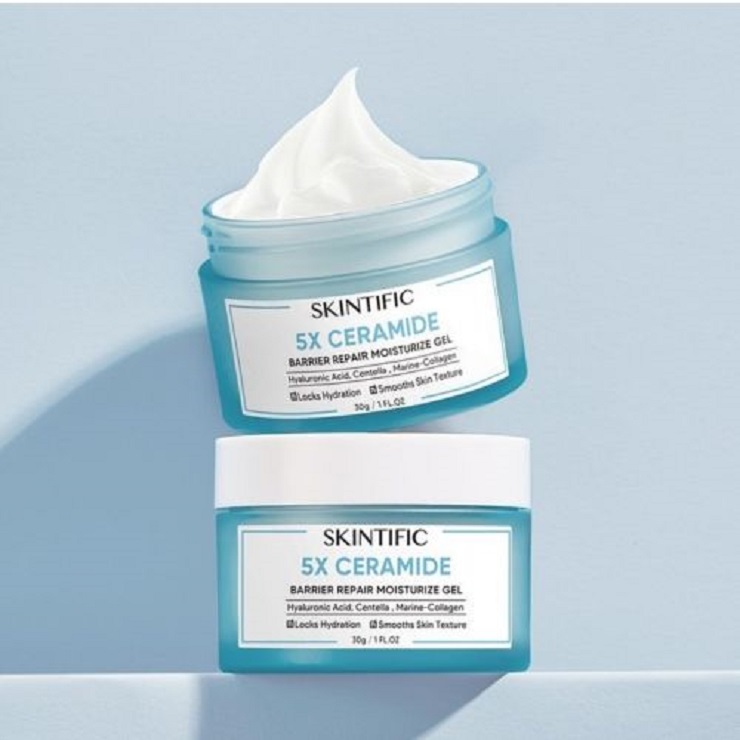 SKINTIFIC
5X CERAMIDE
BARRIER REPAIR MOISTURIZE GEL
Hyaluronic Acid, Centella , Marine-Collagen
Locks Hydration Smooths Skin Texture
30g / 1 FL.OZ
SKINTIFIC
5X CERAMIDE
BARRIER REPAIR MOISTURIZE GEL
Hyaluronic Acid, Centella , Marine-Collagen
Locks Hydration Smooths Skin Texture
30g / 1 FL.OZ